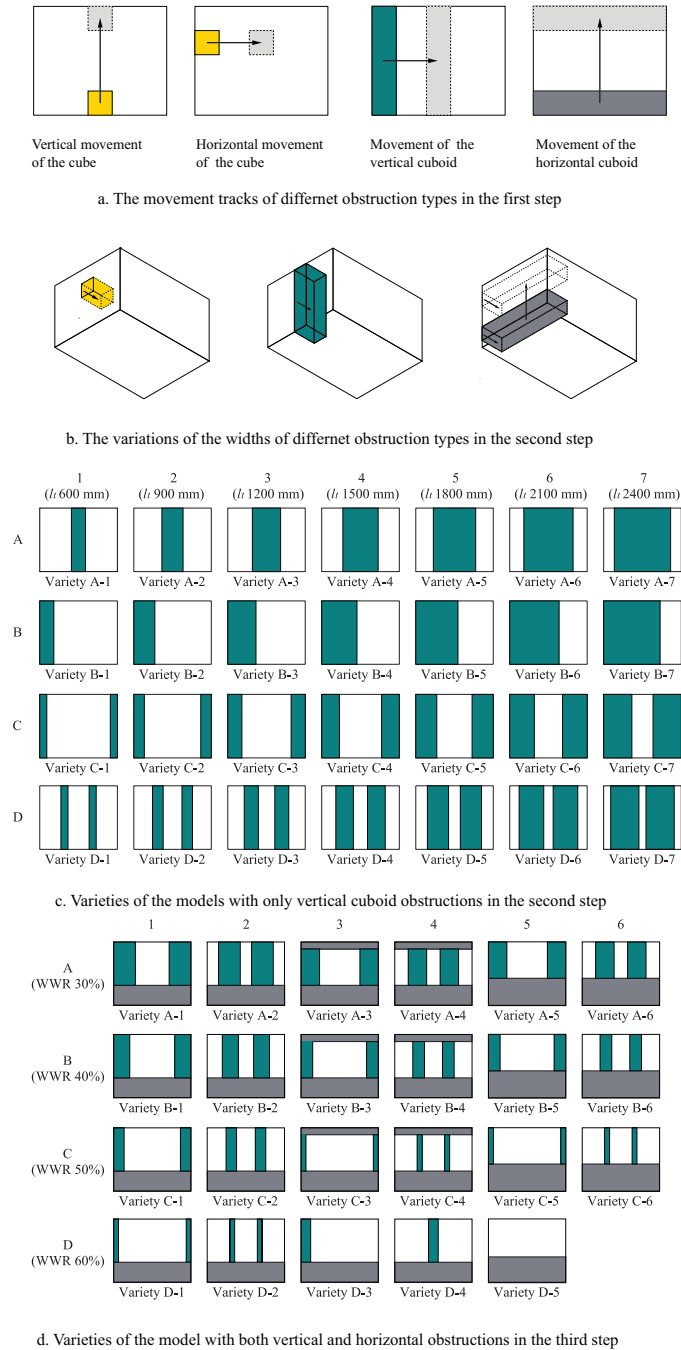 Vertical movement of the cube
Horizontal movement of the cube
Movement of the vertical cuboid
Movement of the horizontal cuboid
a. The movement tracks of differnet obstruction types in the first step
b. The variations of the widths of differnet obstruction types in the second step
1 2 3 4 5 6 7
(lt 600 mm) (lt 900 mm) (lt 1200 mm) (lt 1500 mm) (lt 1800 mm) (lt 2100 mm) (lt 2400 mm)
A
Variety A-1 Variety A-2 Variety A-3 Variety A-4 Variety A-5 Variety A-6 Variety A-7
B
Variety B-1 Variety B-2 Variety B-3 Variety B-4 Variety B-5 Variety B-6 Variety B-7
C
Variety C-1 Variety C-2 Variety C-3 Variety C-4 Variety C-5 Variety C-6 Variety C-7
D
Variety D-1 Variety D-2 Variety D-3 Variety D-4 Variety D-5 Variety D-6 Variety D-7
c. Varieties of the models with only vertical cuboid obstructions in the second step
1 2 3 4 5 6
A
(WWR 30%)
Variety A-1 Variety A-2 Variety A-3 Variety A-4 Variety A-5 Variety A-6
B
(WWR 40%)
Variety B-1 Variety B-2 Variety B-3 Variety B-4 Variety B-5 Variety B-6
C
(WWR 50%)
Variety C-1 Variety C-2 Variety C-3 Variety C-4 Variety C-5 Variety C-6
D
(WWR 60%)
Variety D-1 Variety D-2 Variety D-3 Variety D-4 Variety D-5
d. Varieties of the model with both vertical and horizontal obstructions in the third step